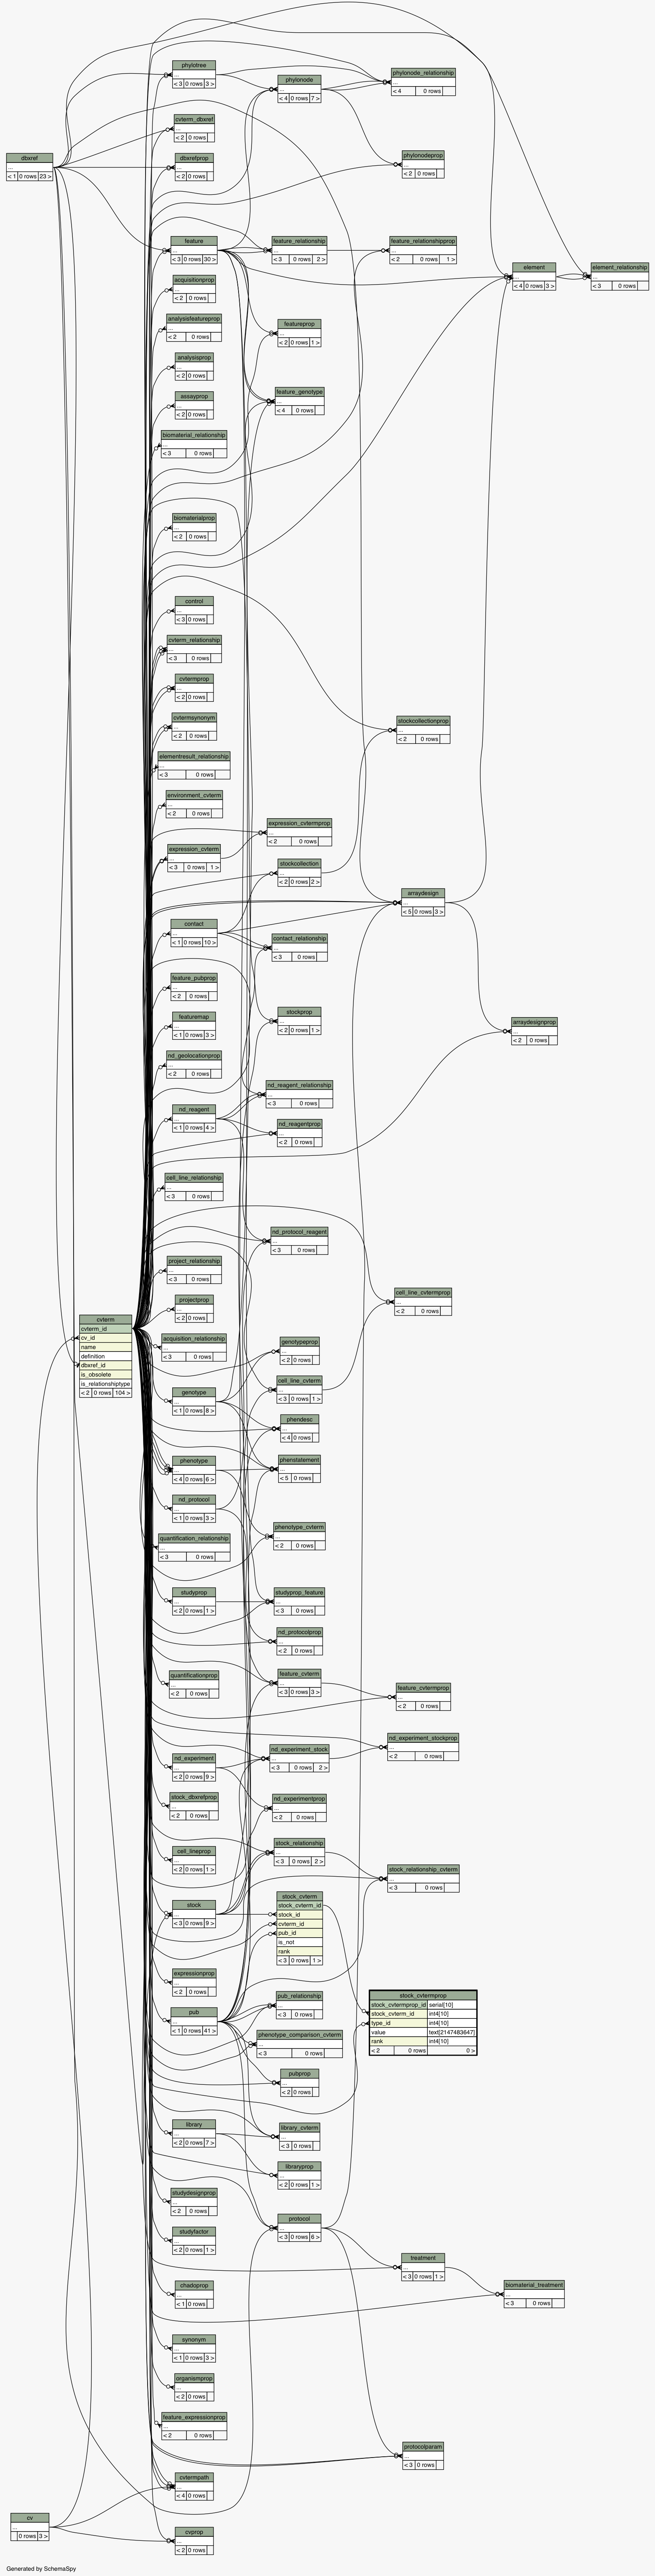 phylotree
...
< 3 0 rows 3 >
phylonode
...
< 4 0 rows 7 >
phylonode_relationship
...
< 4 0 rows
cvterm_dbxref
...
< 2 0 rows
dbxref
...
< 1 0 rows 23 >
dbxrefprop
...
< 2 0 rows
phylonodeprop
...
< 2 0 rows
feature
...
< 3 0 rows 30 >
feature_relationship
...
< 3 0 rows 2 >
feature_relationshipprop
...
< 2 0 rows 1 >
element
...
< 4 0 rows 3 >
element_relationship
...
< 3 0 rows
acquisitionprop
...
< 2 0 rows
analysisfeatureprop
...
< 2 0 rows
featureprop
...
< 2 0 rows 1 >
analysisprop
...
< 2 0 rows
assayprop
...
< 2 0 rows
feature_genotype
...
< 4 0 rows
biomaterial_relationship
...
< 3 0 rows
biomaterialprop
...
< 2 0 rows
control
...
< 3 0 rows
cvterm_relationship
...
< 3 0 rows
cvtermprop
...
< 2 0 rows
cvtermsynonym
...
< 2 0 rows
stockcollectionprop
...
< 2 0 rows
elementresult_relationship
...
< 3 0 rows
environment_cvterm
...
< 2 0 rows
expression_cvtermprop
...
< 2 0 rows
expression_cvterm
...
< 3 0 rows 1 >
stockcollection
...
< 2 0 rows 2 >
arraydesign
...
< 5 0 rows 3 >
contact
...
< 1 0 rows 10 >
contact_relationship
...
< 3 0 rows
feature_pubprop
...
< 2 0 rows
featuremap
...
< 1 0 rows 3 >
stockprop
...
< 2 0 rows 1 >
arraydesignprop
...
< 2 0 rows
nd_geolocationprop
...
< 2 0 rows
nd_reagent_relationship
...
< 3 0 rows
nd_reagent
...
< 1 0 rows 4 >
nd_reagentprop
...
< 2 0 rows
cell_line_relationship
...
< 3 0 rows
nd_protocol_reagent
...
< 3 0 rows
project_relationship
...
< 3 0 rows
cell_line_cvtermprop
...
< 2 0 rows
projectprop
...
< 2 0 rows
cvterm
cvterm_id
cv_id
name
definition
dbxref_id
is_obsolete
is_relationshiptype
< 2 0 rows 104 >
acquisition_relationship
...
< 3 0 rows
genotypeprop
...
< 2 0 rows
cell_line_cvterm
...
< 3 0 rows 1 >
genotype
...
< 1 0 rows 8 >
phendesc
...
< 4 0 rows
phenotype
...
< 4 0 rows 6 >
phenstatement
...
< 5 0 rows
nd_protocol
...
< 1 0 rows 3 >
phenotype_cvterm
...
< 2 0 rows
quantification_relationship
...
< 3 0 rows
studyprop
...
< 2 0 rows 1 >
studyprop_feature
...
< 3 0 rows
nd_protocolprop
...
< 2 0 rows
quantificationprop
...
< 2 0 rows
feature_cvterm
...
< 3 0 rows 3 >
feature_cvtermprop
...
< 2 0 rows
nd_experiment_stockprop
...
< 2 0 rows
nd_experiment_stock
...
< 3 0 rows 2 >
nd_experiment
...
< 2 0 rows 9 >
stock_dbxrefprop
...
< 2 0 rows
nd_experimentprop
...
< 2 0 rows
cell_lineprop
...
< 2 0 rows 1 >
stock_relationship
...
< 3 0 rows 2 >
stock_relationship_cvterm
...
< 3 0 rows
stock
...
< 3 0 rows 9 >
stock_cvterm
stock_cvterm_id
stock_id
cvterm_id
pub_id
is_not
rank
< 3 0 rows 1 >
expressionprop
...
< 2 0 rows
stock_cvtermprop
stock_cvtermprop_id serial[10]
stock_cvterm_id int4[10]
type_id int4[10]
value text[2147483647]
rank int4[10]
< 2 0 rows 0 >
pub_relationship
...
< 3 0 rows
pub
...
< 1 0 rows 41 >
phenotype_comparison_cvterm
...
< 3 0 rows
pubprop
...
< 2 0 rows
library
...
< 2 0 rows 7 >
library_cvterm
...
< 3 0 rows
libraryprop
...
< 2 0 rows 1 >
studydesignprop
...
< 2 0 rows
protocol
...
< 3 0 rows 6 >
studyfactor
...
< 2 0 rows 1 >
treatment
...
< 3 0 rows 1 >
chadoprop
...
< 1 0 rows
biomaterial_treatment
...
< 3 0 rows
synonym
...
< 1 0 rows 3 >
organismprop
...
< 2 0 rows
feature_expressionprop
...
< 2 0 rows
protocolparam
...
< 3 0 rows
cvtermpath
...
< 4 0 rows
cv
...
0 rows 3 >
cvprop
...
< 2 0 rows
Generated by SchemaSpy